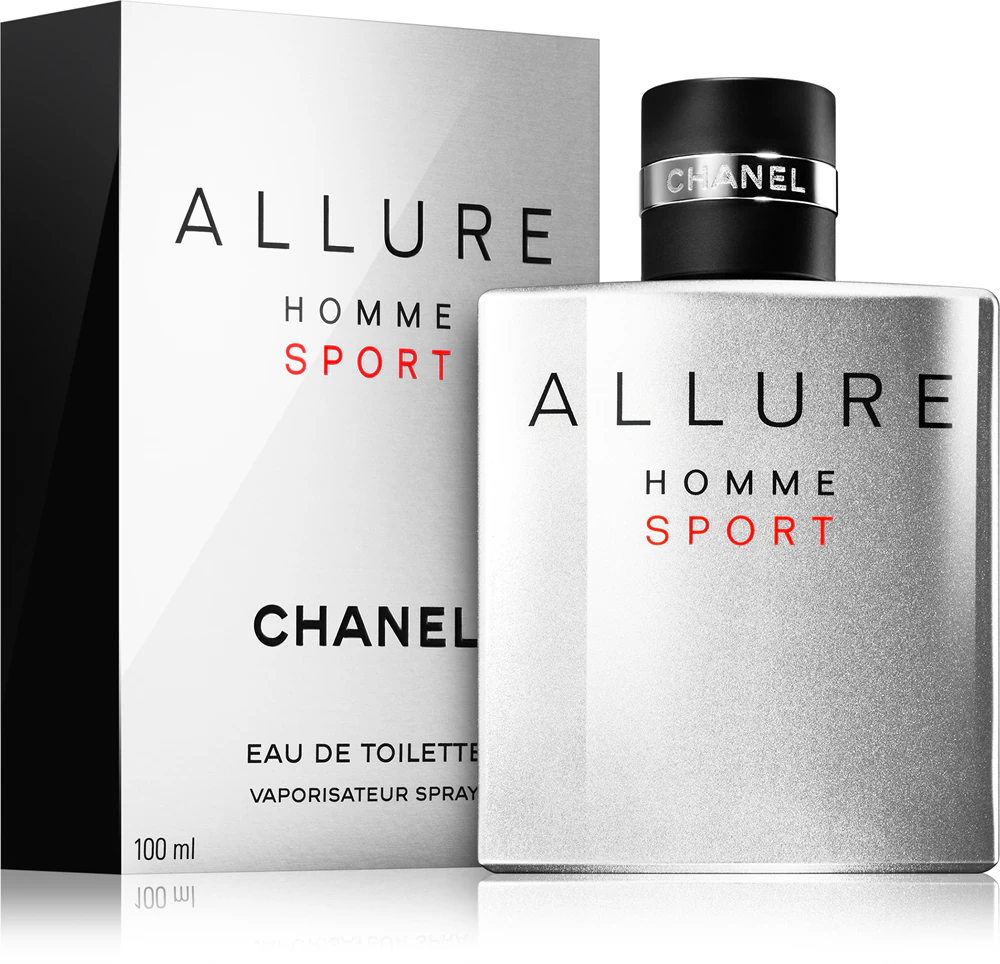 ALLURE
HOMME
SPORT
CHANEL
EAU DE TOILETTE
VAPORISATEUR SPRAY
100 ml
CHANEL
ALLURE
HOMME
SPORT